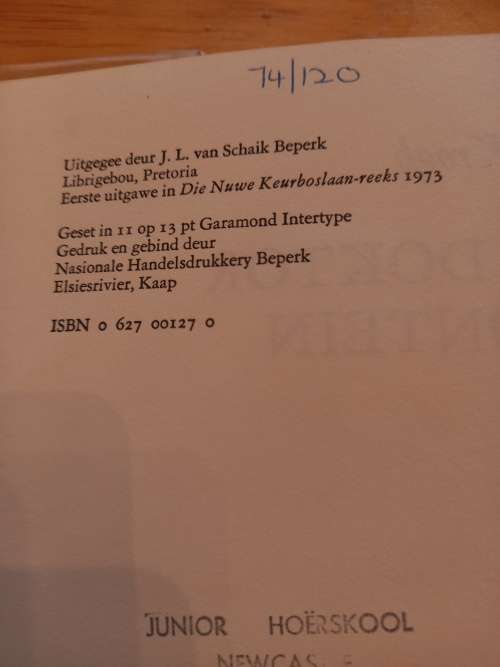 74/120
Uitgegee deur J. L. van Schaik Beperk
Librigebou, Pretoria
Eerste uitgawe in Die Nuwe Keurboslaan-reeks 1973
Geset in 11 op 13 pt Garamond Intertype
Gedruk en gebind deur
Nasionale Handelsdrukkery Beperk
Elsiesrivier, Kaap
ISBN 0 627 00127 0
JUNIOR HOËRSKOOL